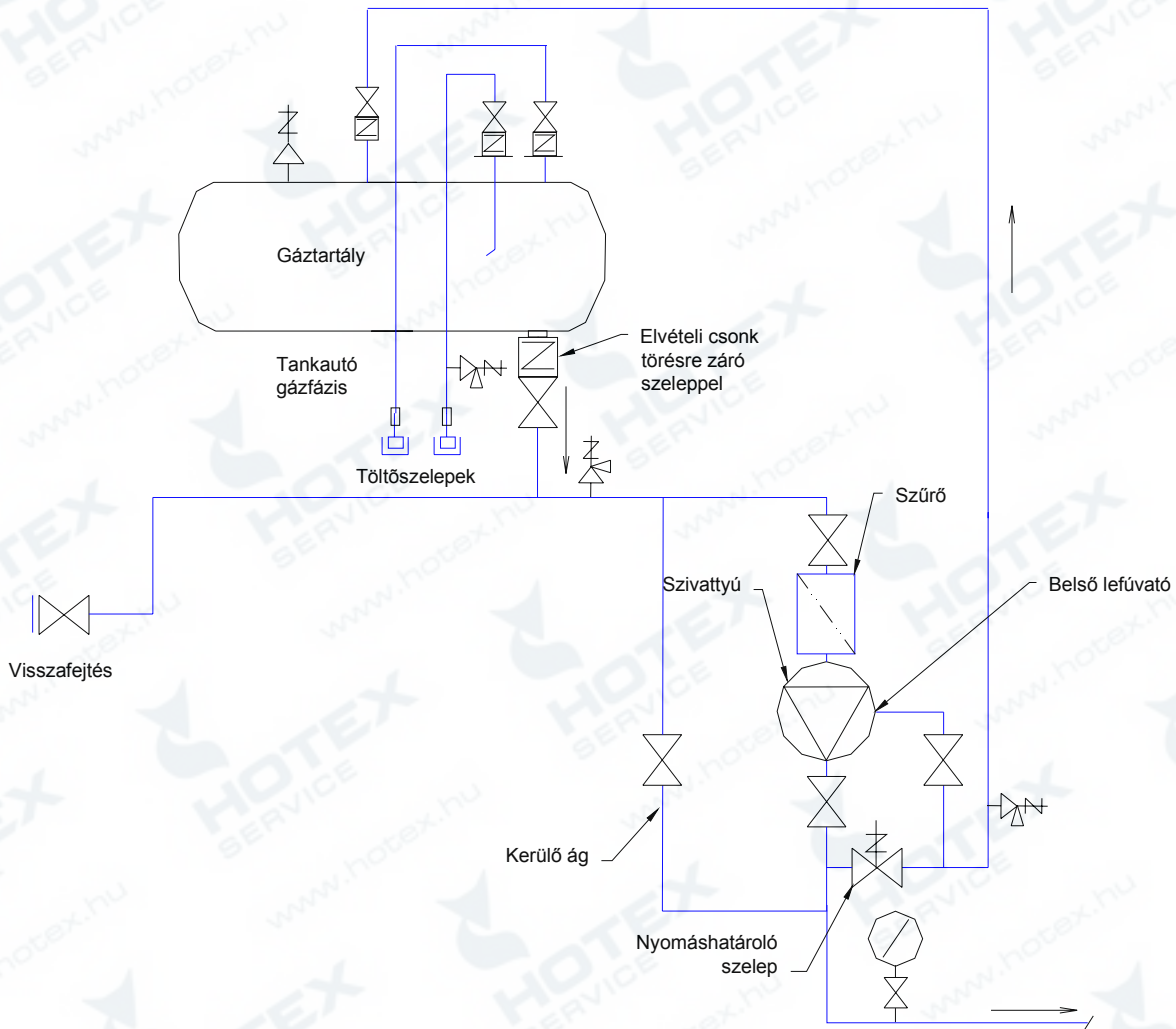 Gáztartály
Tankautó
gázfázis
Elvételi csonk
törésre záró
szeleppel
Töltõszelepek
Szűrő
Szivattyú
Belső lefúvató
Visszafejtés
Kerülő ág
Nyomáshatároló
szelep
HOTEX
SERVICE
www.hotex.hu